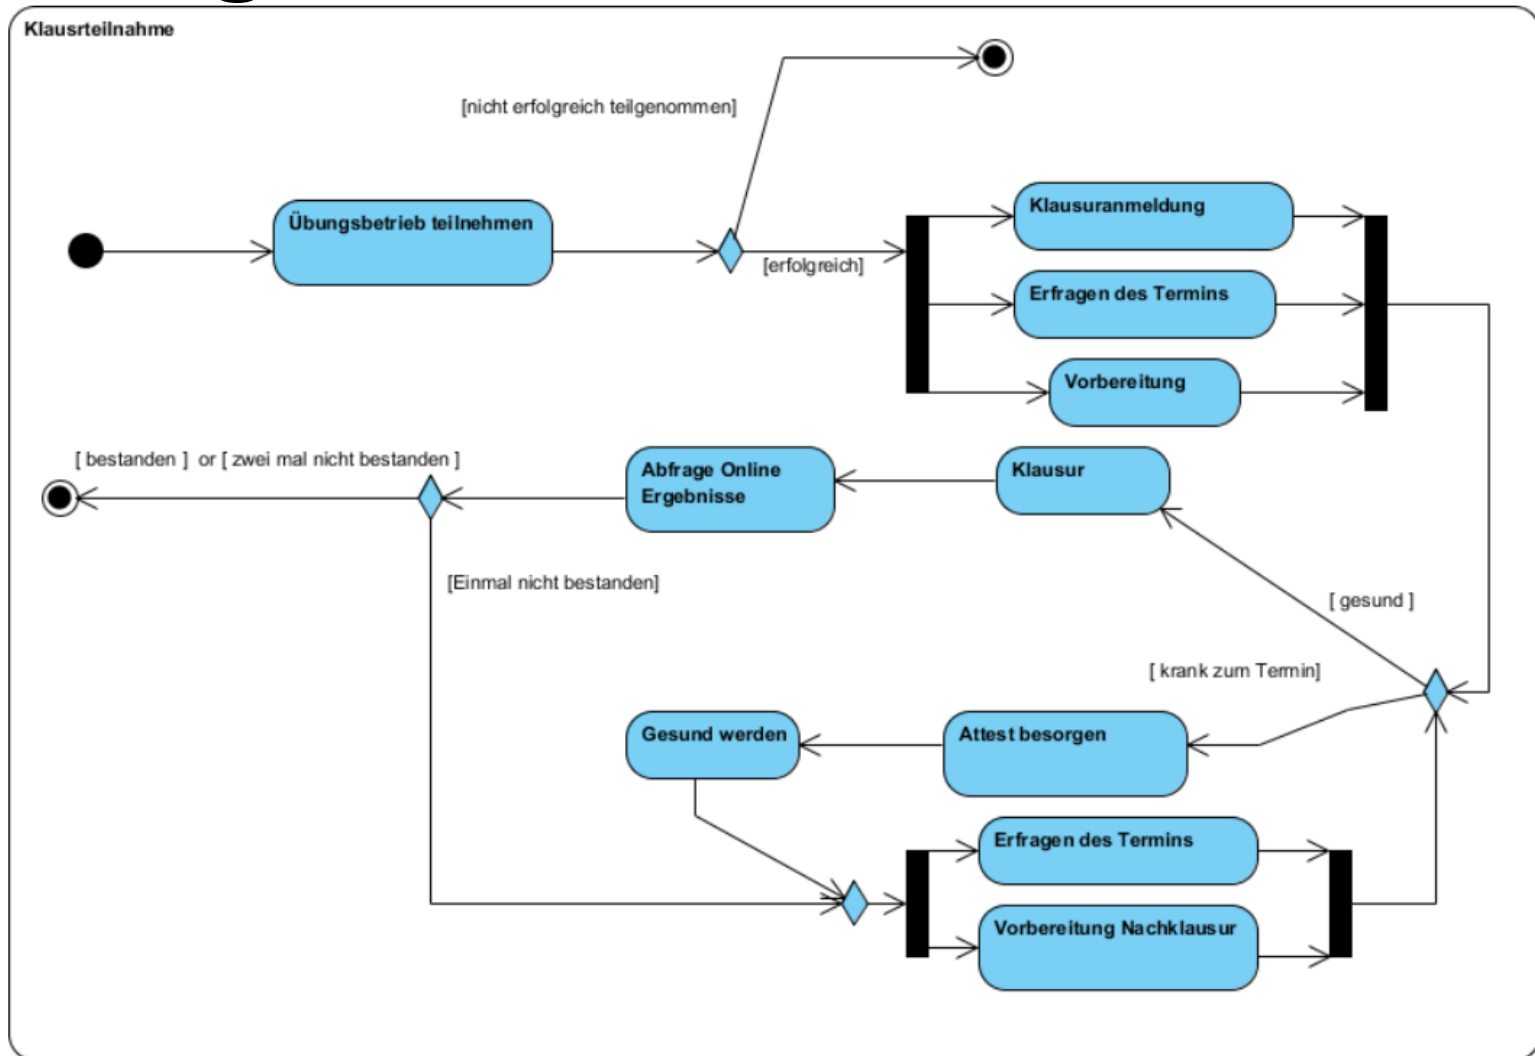 Klausrteilnahme
[nicht erfolgreich teilgenommen]
Übungsbetrieb teilnehmen
[erfolgreich]
Klausuranmeldung
Erfragen des Termins
Vorbereitung
[ bestanden ] or [ zwei mal nicht bestanden ]
Abfrage Online
Ergebnisse
Klausur
[Einmal nicht bestanden]
[ gesund ]
[ krank zum Termin]
Gesund werden
Attest besorgen
Erfragen des Termins
Vorbereitung Nachklausur